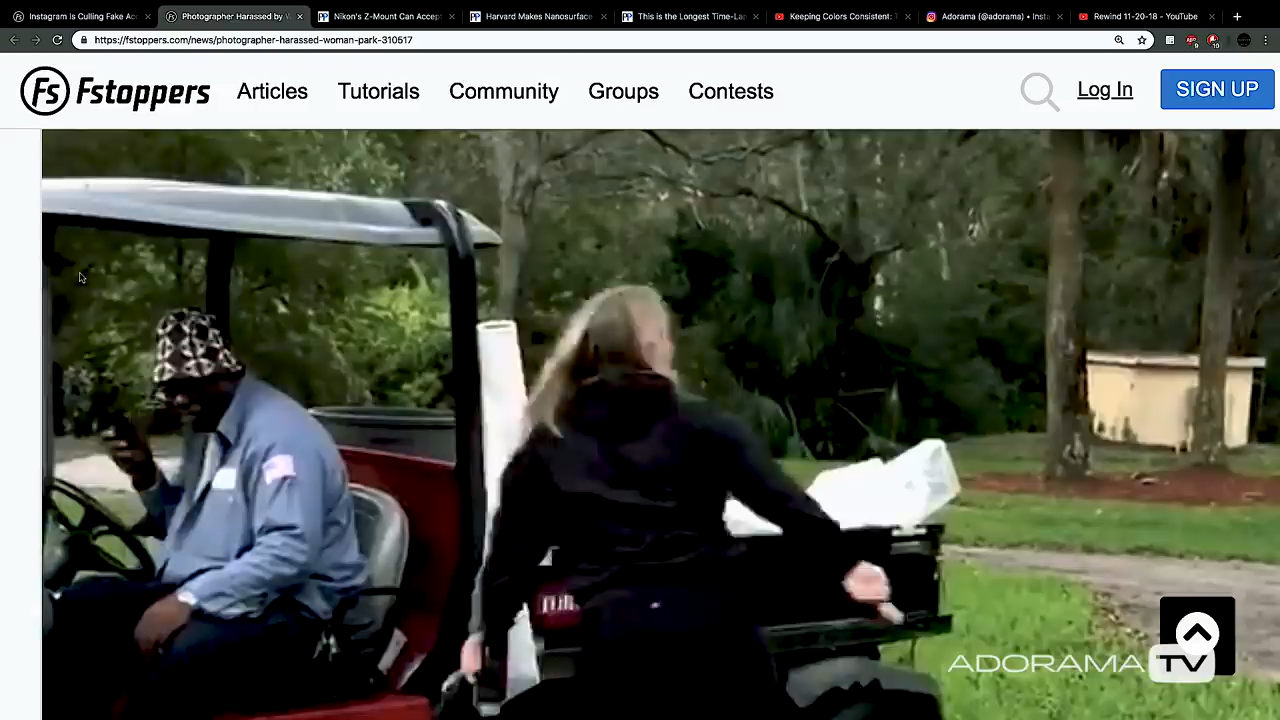 Instagram Is Culling Fake Ac
Photographer Harassed by W
Nikon's Z-Mount Can Accept
Harvard Makes Nanosurface
This is the Longest Time-La
Keeping Colors Consistent: T
Adorama (@adorama) • Insta
Rewind 11-20-18 - YouTube
https://fstoppers.com/news/photographer-harassed-woman-park-310517
Fs Fstoppers
Articles
Tutorials
Community
Groups
Contests
Log In
SIGN UP
ADORAMA TV